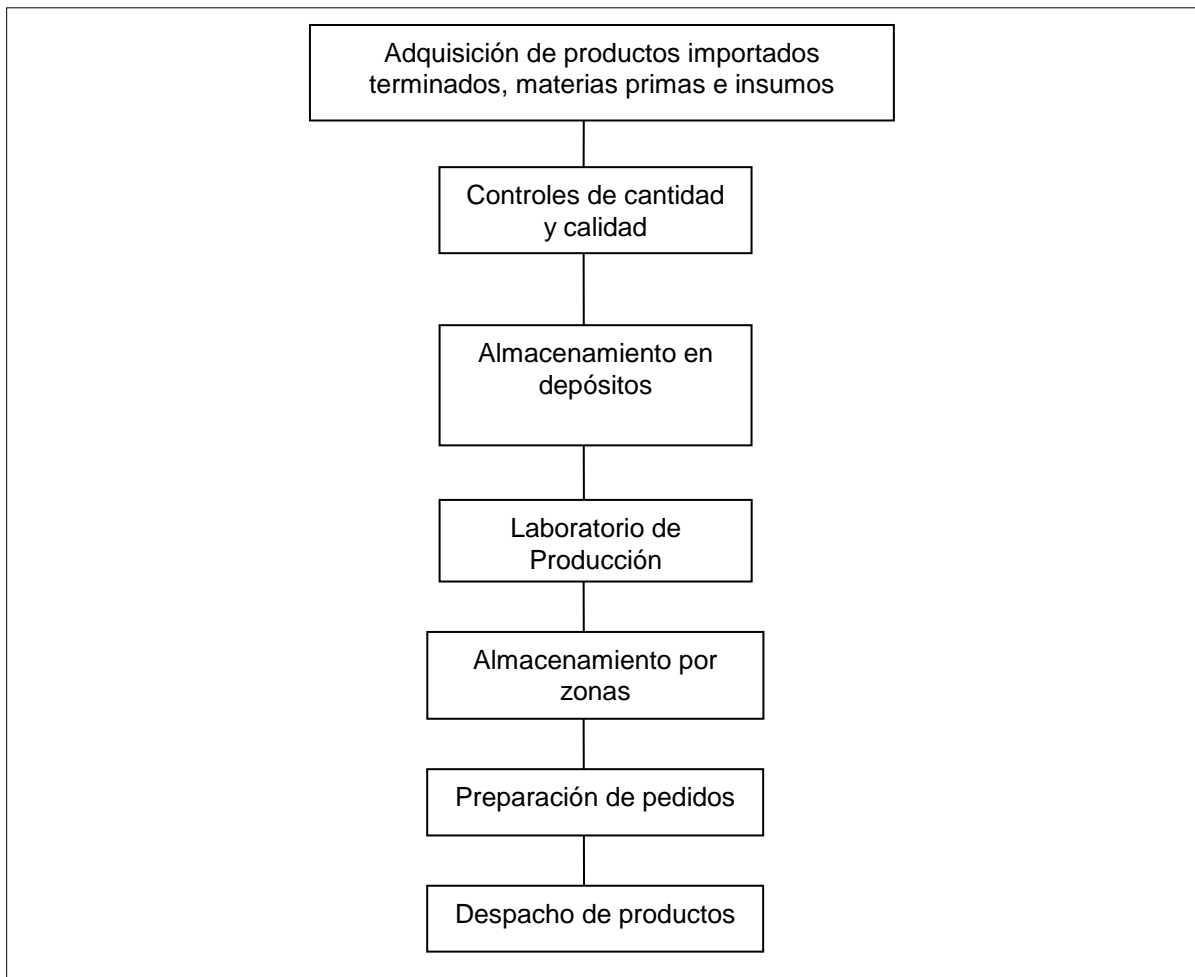 Adquisición de productos importados
terminados, materias primas e insumos
Controles de cantidad
y calidad
Almacenamiento en
depósitos
Laboratorio de
Producción
Almacenamiento por
zonas
Preparación de pedidos
Despacho de productos